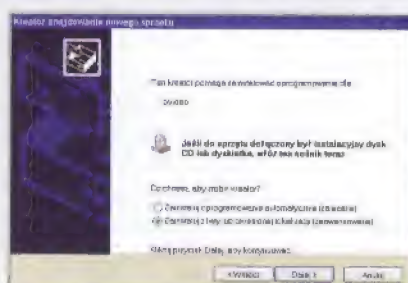 Kreator znajdowania nowego sprzętu
Ten kreator pomaga zainstalować oprogramowanie dla
Jeśli do sprzętu dołączony był instalacyjny dysk
CD lub dyskietka, włóż ten nośnik teraz
Co chcesz, aby zrobił kreator?
Zainstaluj oprogramowanie automatycznie (zalecane)
Zainstaluj z listy lub określonej lokalizacji (zaawansowane)
Kliknij przycisk Dalej, aby kontynuować.
< Wstecz
Dalej >
Anuluj